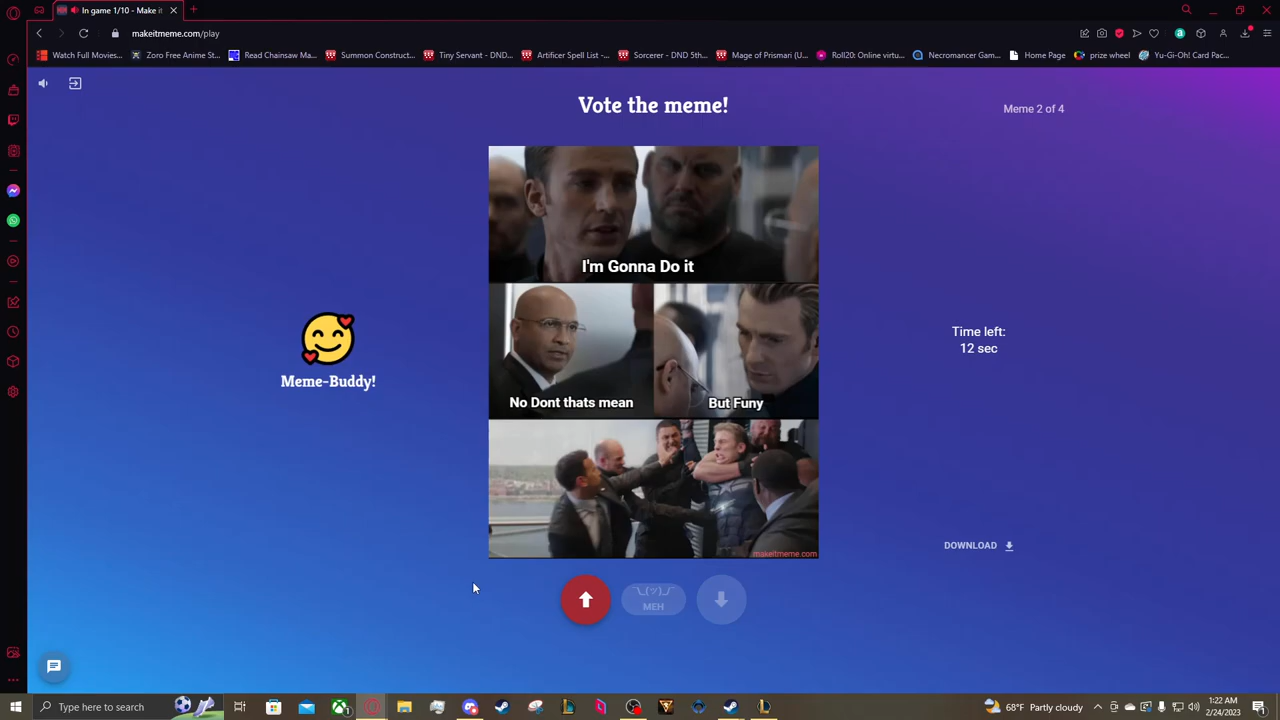 In game 1/10 - Make it
makeitmeme.com/play
Watch Full Movies...
Zoro Free Anime St...
Read Chainsaw Ma...
Summon Construct...
Tiny Servant - DND...
Artificer Spell List -...
Sorcerer - DND 5th...
Mage of Prismari (U...
Roll20: Online virtu...
Necromancer Gam...
Home Page
prize wheel
Yu-Gi-Oh! Card Pac...
Vote the meme!
Meme 2 of 4
I'm Gonna Do it
No Dont thats mean
But Funy
makeitmeme.com
Meme-Buddy!
Time left:
12 sec
DOWNLOAD
¯\_(ツ)_/¯
MEH
Type here to search
68°F Partly cloudy
1:22 AM
2/24/2023